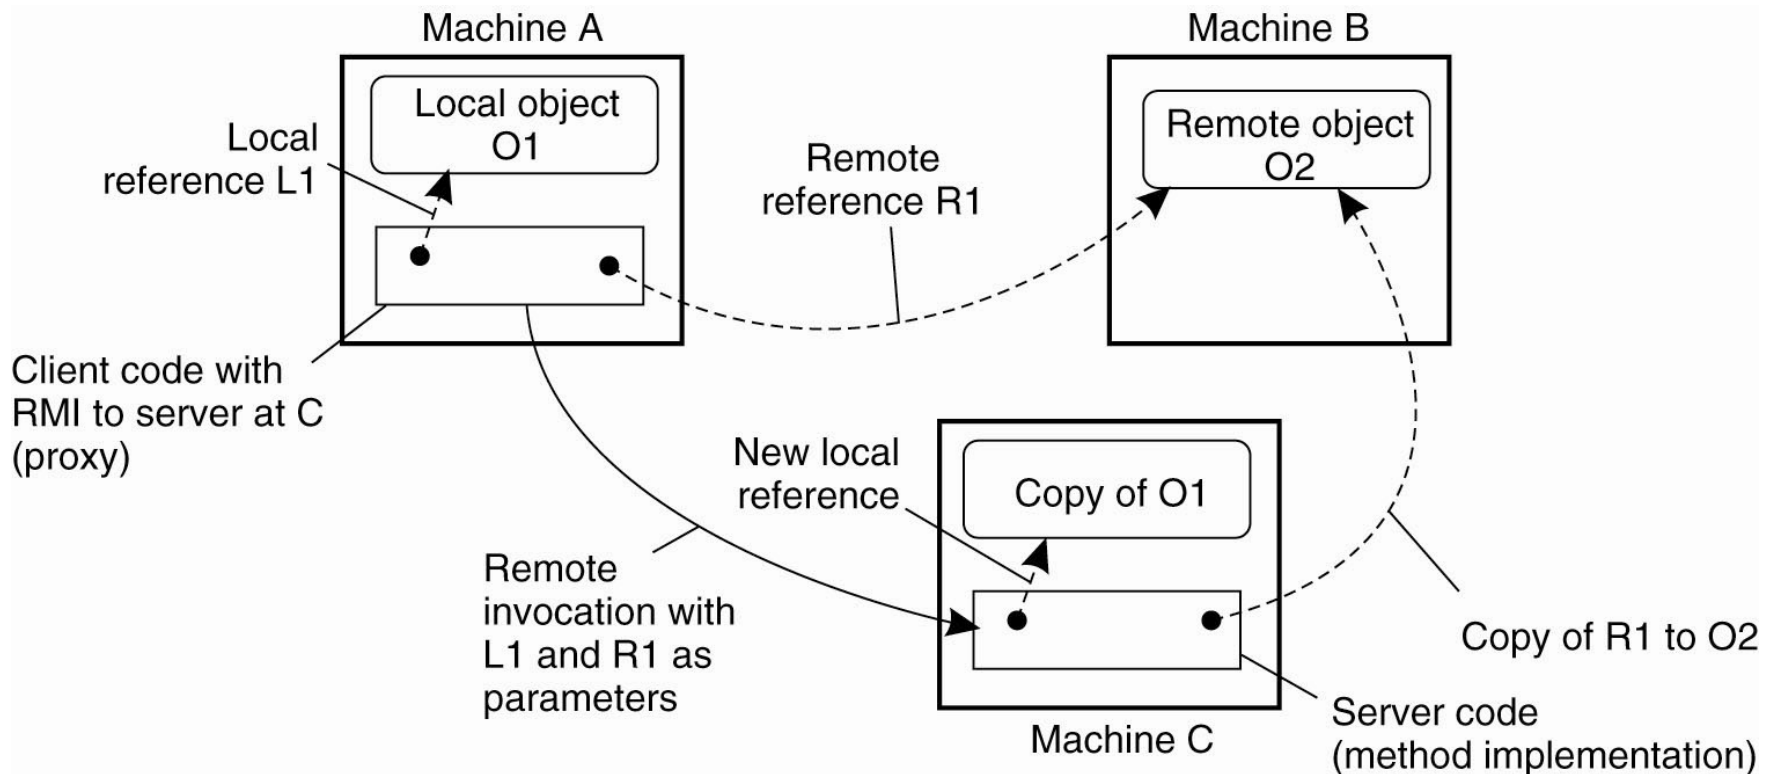 Machine A
Machine B
Local object
O1
Local
reference L1
Remote
reference R1
Remote object
O2
Client code with
RMI to server at C
(proxy)
New local
reference
Copy of O1
Remote
invocation with
L1 and R1 as
parameters
Copy of R1 to O2
Server code
(method implementation)
Machine C